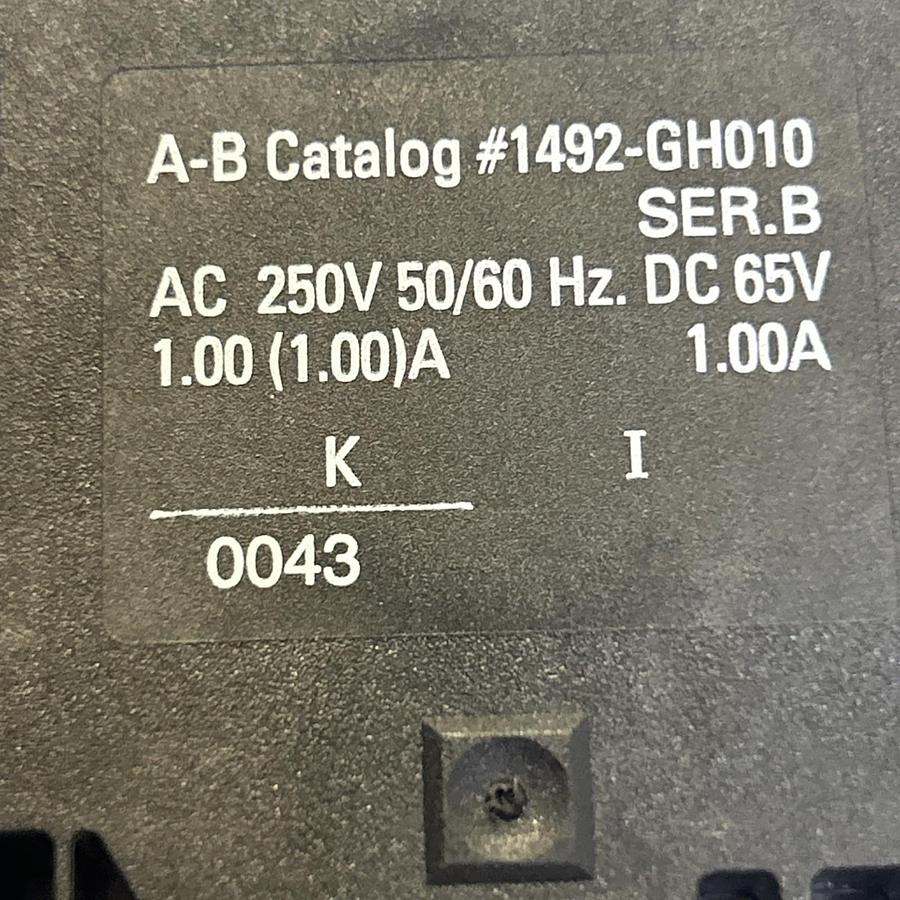 A-B Catalog #1492-GH010
SER.B
AC 250V 50/60 Hz. DC 65V
1.00 (1.00)A 1.00A
K I
0043